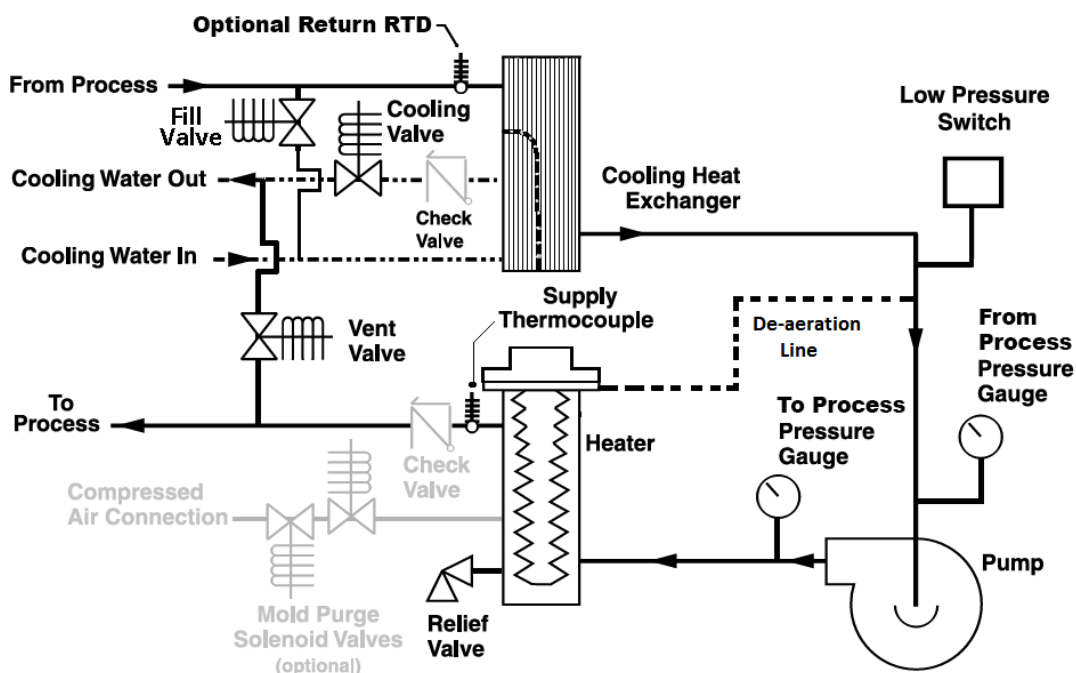 Optional Return RTD
From Process
Fill
Valve
Cooling
Valve
Low Pressure
Switch
Cooling Water Out
Check
Valve
Cooling Heat
Exchanger
Cooling Water In
Supply
Thermocouple
Vent
Valve
De-aeration
Line
From
Process
Pressure
Gauge
To
Process
To Process
Pressure
Gauge
Heater
Check
Valve
Compressed
Air Connection
Pump
Mold Purge
Solenoid Valves
(optional)
Relief
Valve